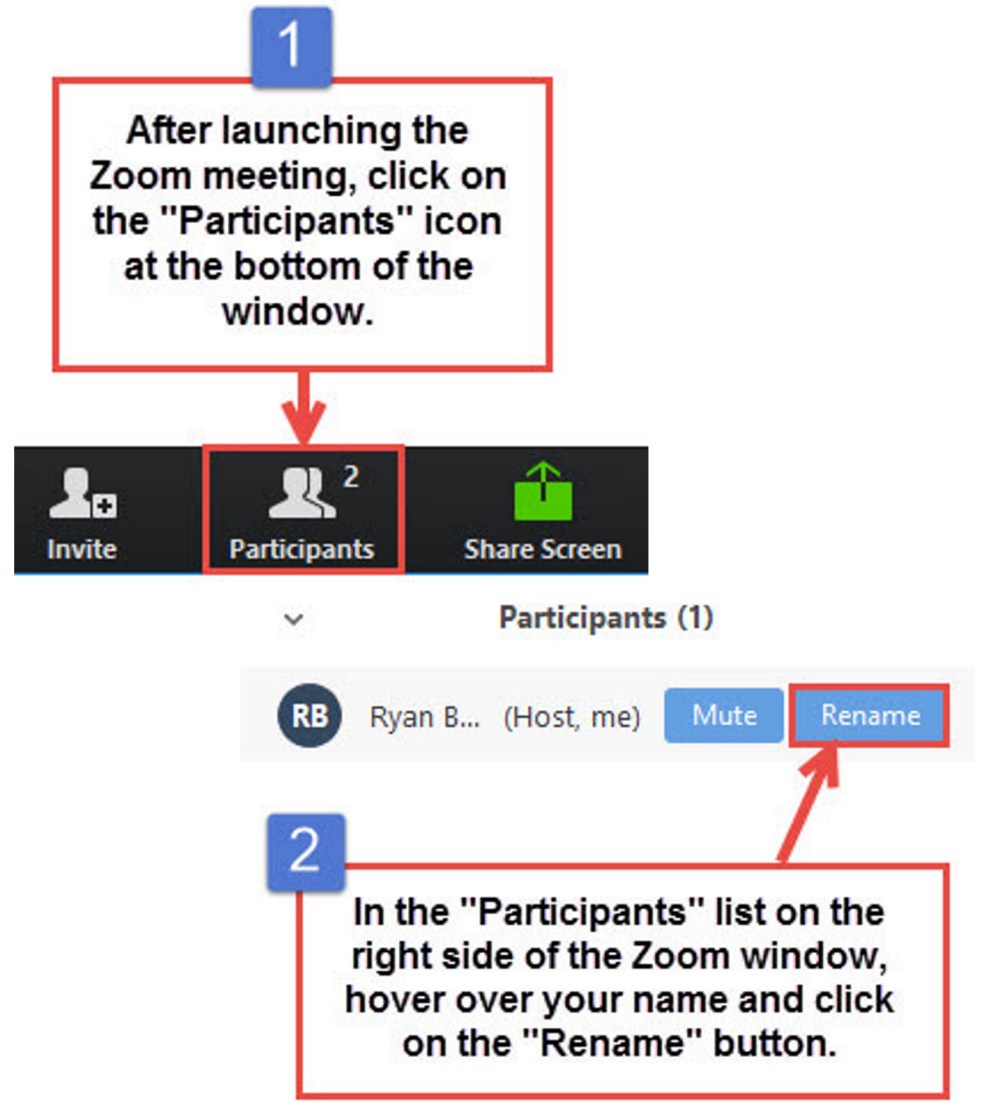 1
After launching the
Zoom meeting, click on
the "Participants" icon
at the bottom of the
window.
2
Invite
Participants
Share Screen
Participants (1)
RB Ryan B... (Host, me) Mute Rename
2
In the "Participants" list on the
right side of the Zoom window,
hover over your name and click
on the "Rename" button.